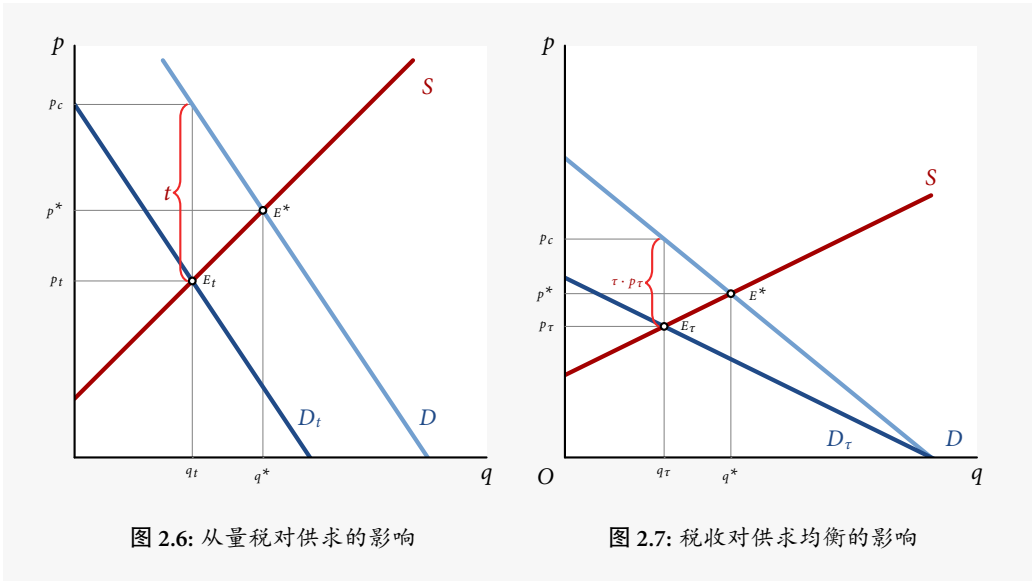 p
S
p_c
t
p*
E*
p_t
E_t
D_t
D
q_t
q*
q
图 2.6: 从量税对供求的影响
p
S
p_c
τ · p_τ
p*
E*
p_τ
E_τ
D_τ
D
O
q_τ
q*
q
图 2.7: 税收对供求均衡的影响